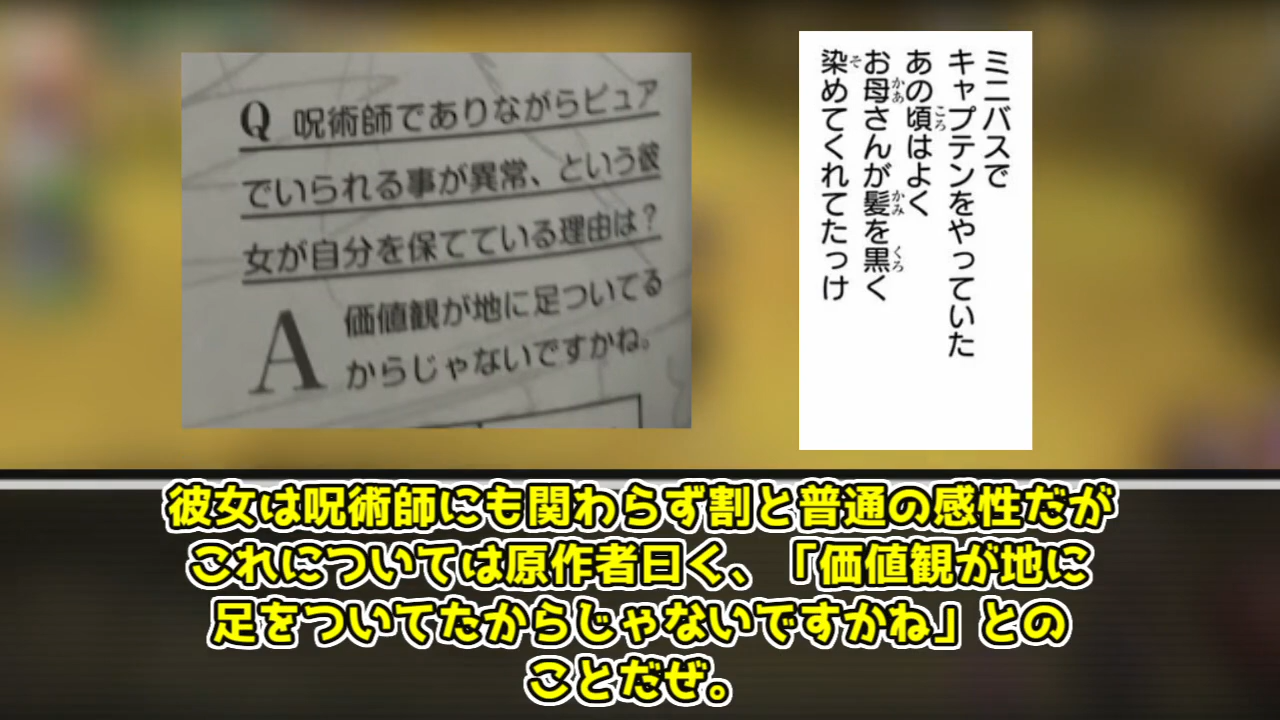 Q 呪術師でありながらピュア
でいられる事が異常、という彼
女が自分を保てている理由は?
A 価値観が地に足ついてる
からじゃないですかね。
ミニバスで
キャプテンをやっていた
あの頃はよく
お母さんが髪を黒く
染めてくれてたっけ
彼女は呪術師にも関わらず割と普通の感性だが
これについては原作者曰く、「価値観が地に
足をついてたからじゃないですかね」との
ことだぜ。